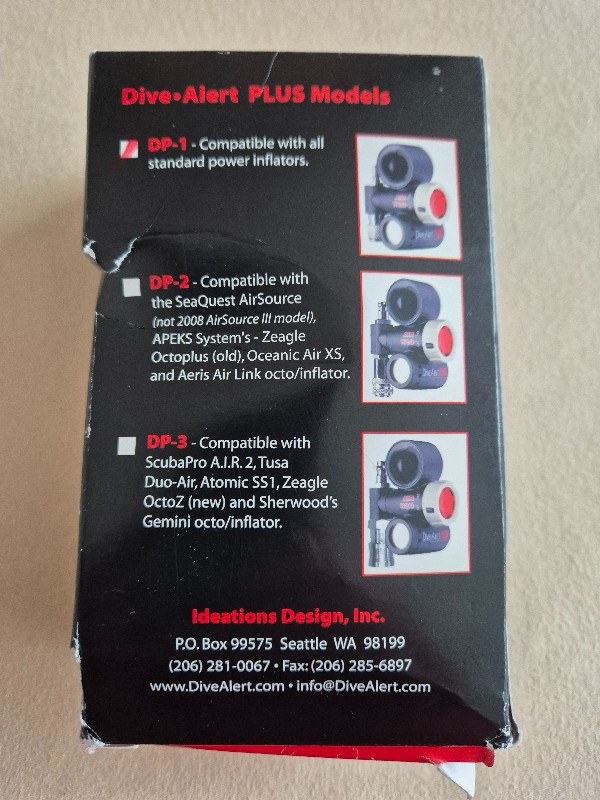 Dive•Alert PLUS Models
DP-1 - Compatible with all
standard power inflators.
DP-2 - Compatible with
the SeaQuest AirSource
(not 2008 AirSource III model),
APEKS System's - Zeagle
Octoplus (old), Oceanic Air XS,
and Aeris Air Link octo/inflator.
DP-3 - Compatible with
ScubaPro A.I.R. 2, Tusa
Duo-Air, Atomic SS1, Zeagle
OctoZ (new) and Sherwood's
Gemini octo/inflator.
Ideations Design, Inc.
P.O. Box 99575 Seattle WA 98199
(206) 281-0067 • Fax: (206) 285-6897
www.DiveAlert.com • info@DiveAlert.com